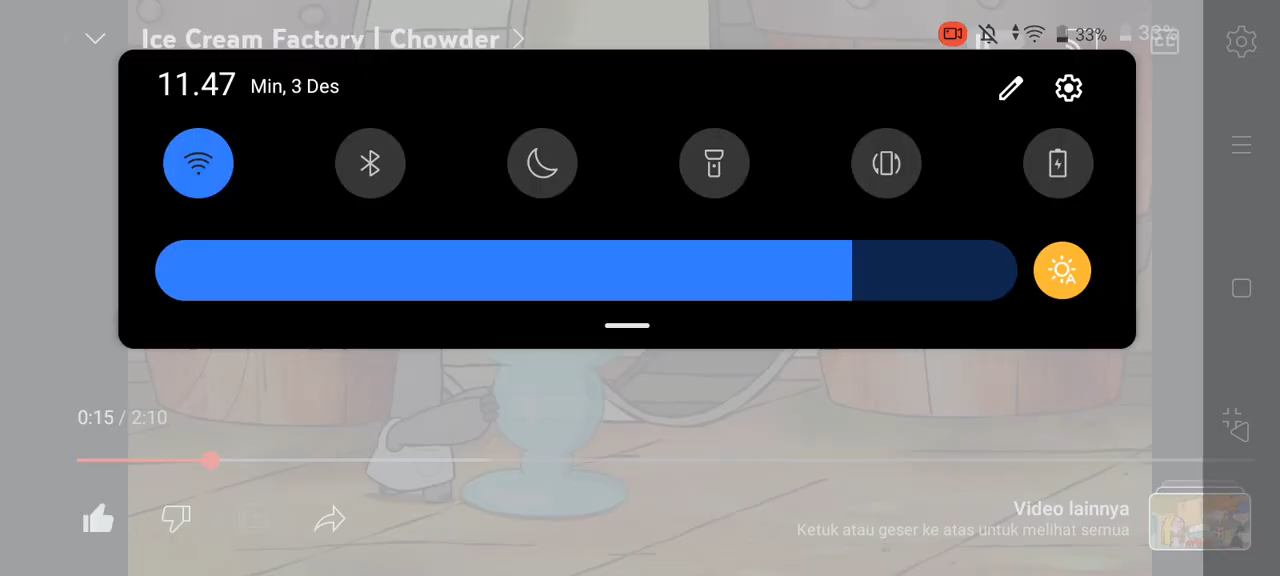 Ice Cream Factory | Chowder
33%
33%
11.47 Min, 3 Des
0:15 / 2:10
Video lainnya
Ketuk atau geser ke atas untuk melihat semua